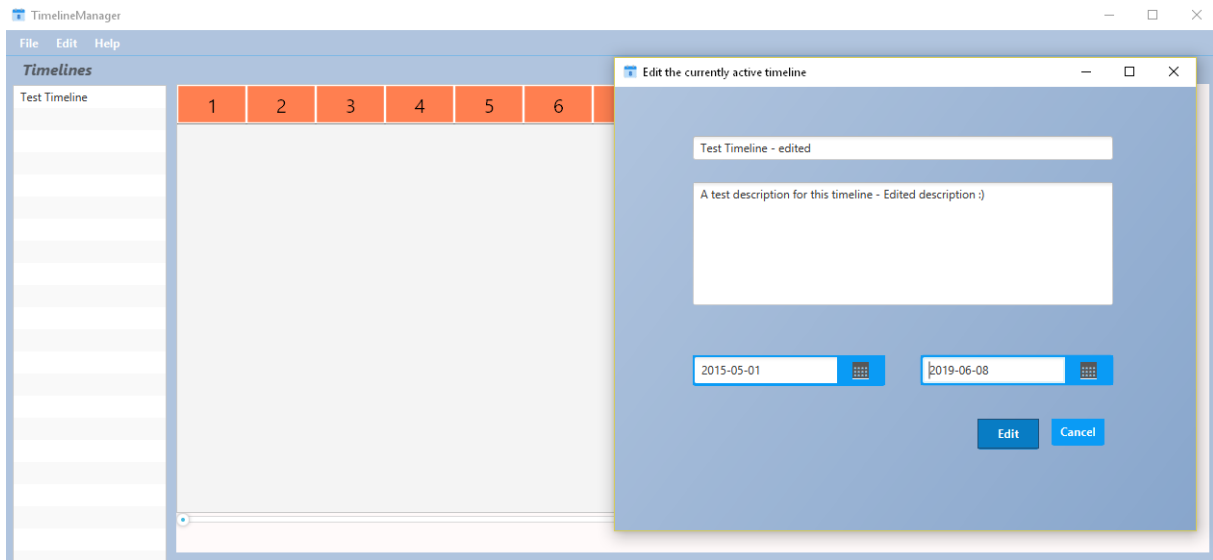 TimelineManager
File Edit Help
Timelines
Test Timeline
1 2 3 4 5 6
Edit the currently active timeline
Test Timeline - edited
A test description for this timeline - Edited description :)
2015-05-01 2019-06-08
Edit Cancel